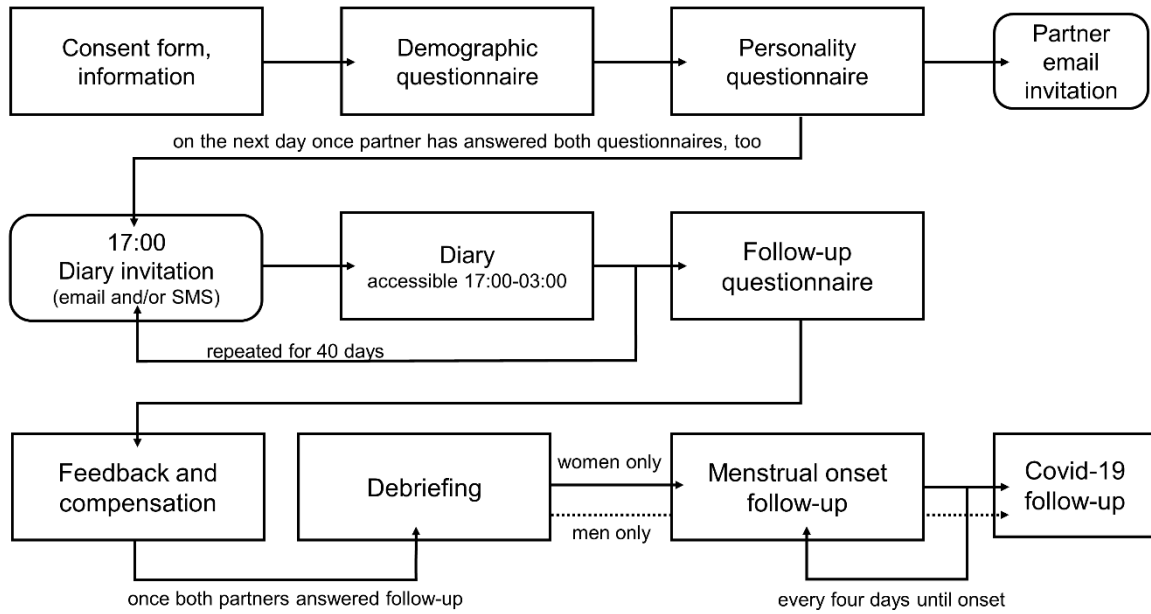 Consent form,
information
Demographic
questionnaire
Personality
questionnaire
Partner
email
invitation
on the next day once partner has answered both questionnaires, too
17:00
Diary invitation
(email and/or SMS)
Diary
accessible 17:00-03:00
Follow-up
questionnaire
repeated for 40 days
Feedback and
compensation
Debriefing
women only
men only
Menstrual onset
follow-up
Covid-19
follow-up
once both partners answered follow-up
every four days until onset